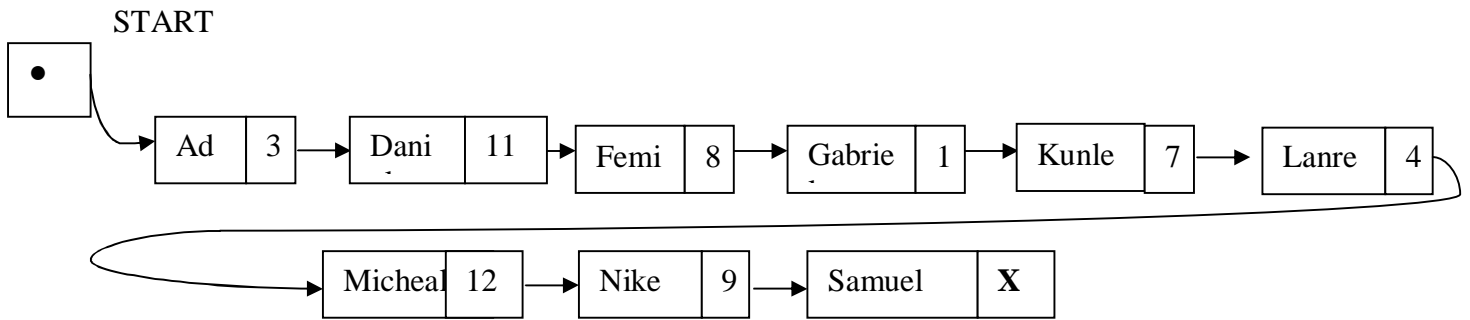 START
Ad 3 Dani 11 Femi 8 Gabrie 1 Kunle 7 Lanre 4
Micheal 12 Nike 9 Samuel X